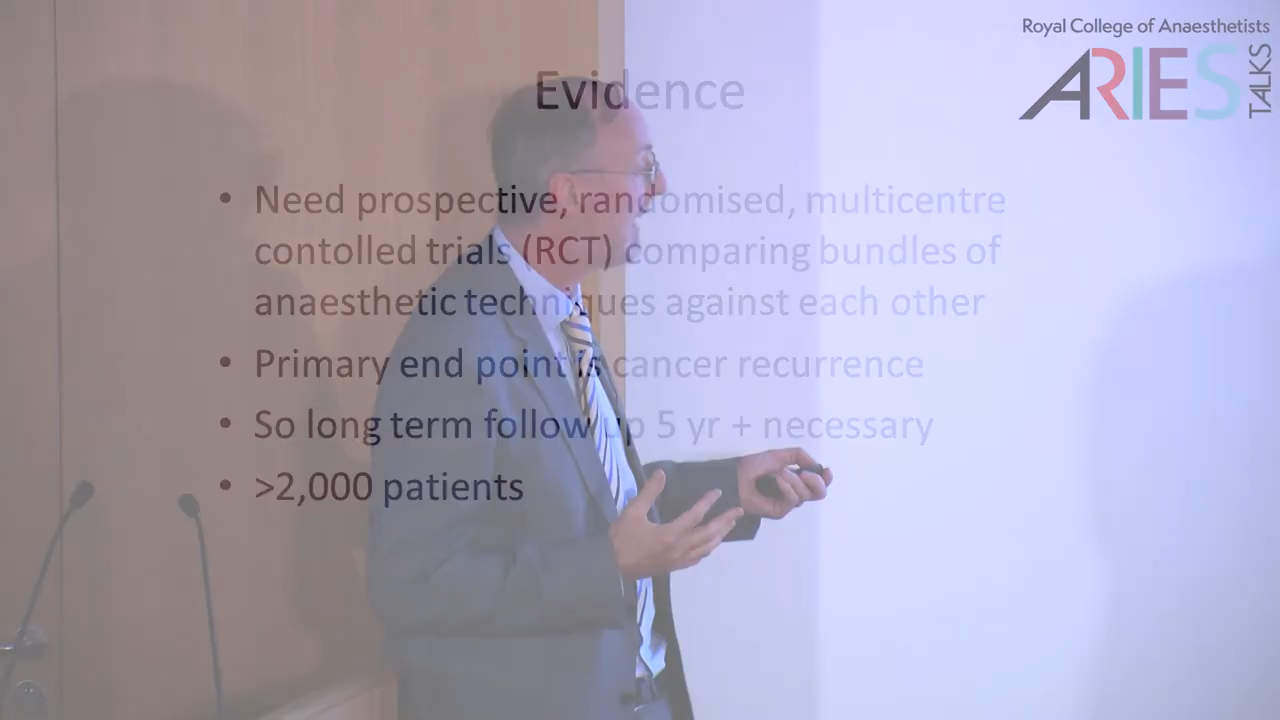 Royal College of Anaesthetists
ARIES
TALKS
Evidence
• Need prospective, randomised, multicentre
contolled trials (RCT) comparing bundles of
anaesthetic techniques against each other
• Primary end point is cancer recurrence
• So long term follow up 5 yr + necessary
• >2,000 patients